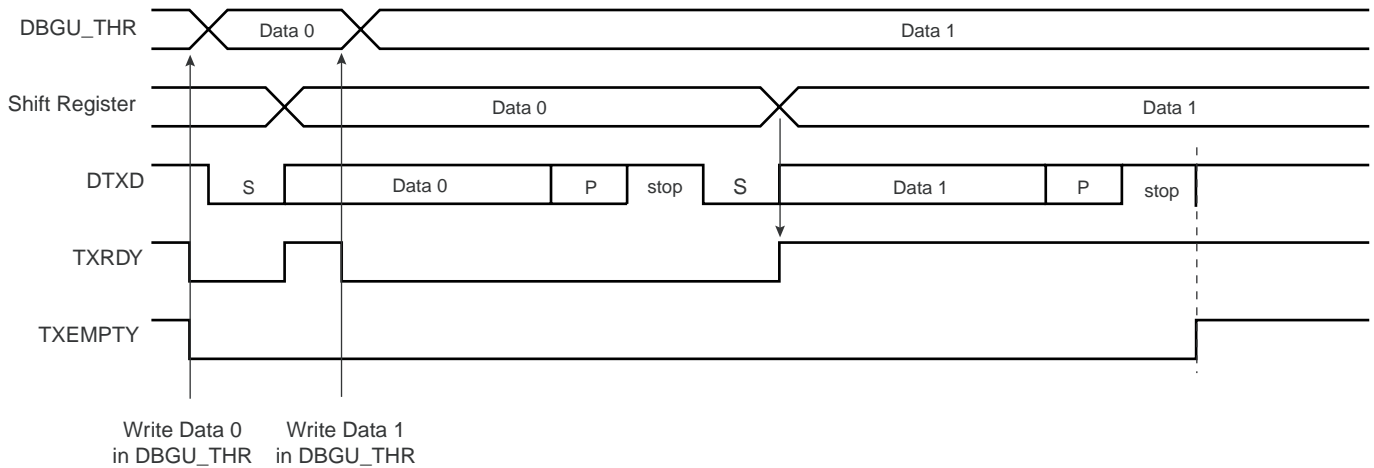 DBGU_THR
Data 0
Data 1
Shift Register
Data 0
Data 1
DTXD
S
Data 0
P
stop
S
Data 1
P
stop
TXRDY
TXEMPTY
Write Data 0
in DBGU_THR
Write Data 1
in DBGU_THR